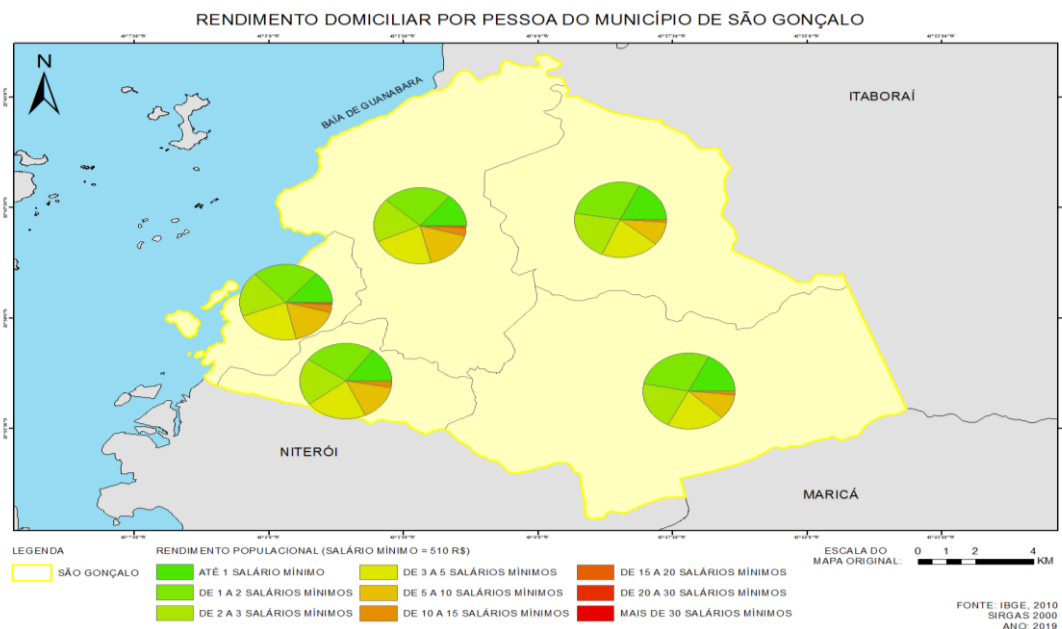 RENDIMENTO DOMICILIAR POR PESSOA DO MUNICÍPIO DE SÃO GONÇALO
N
BAÍA DE GUANABARA
ITABORAÍ
NITERÓI
MARICÁ
LEGENDA
SÃO GONÇALO
RENDIMENTO POPULACIONAL (SALÁRIO MÍNIMO = 510 R$)
ATÉ 1 SALÁRIO MÍNIMO
DE 1 A 2 SALÁRIOS MÍNIMOS
DE 2 A 3 SALÁRIOS MÍNIMOS
DE 3 A 5 SALÁRIOS MÍNIMOS
DE 5 A 10 SALÁRIOS MÍNIMOS
DE 10 A 15 SALÁRIOS MÍNIMOS
DE 15 A 20 SALÁRIOS MÍNIMOS
DE 20 A 30 SALÁRIOS MÍNIMOS
MAIS DE 30 SALÁRIOS MÍNIMOS
ESCALA DO
MAPA ORIGINAL:
0 1 2 4
KM
FONTE: IBGE, 2010
SIRGAS 2000
ANO: 2019